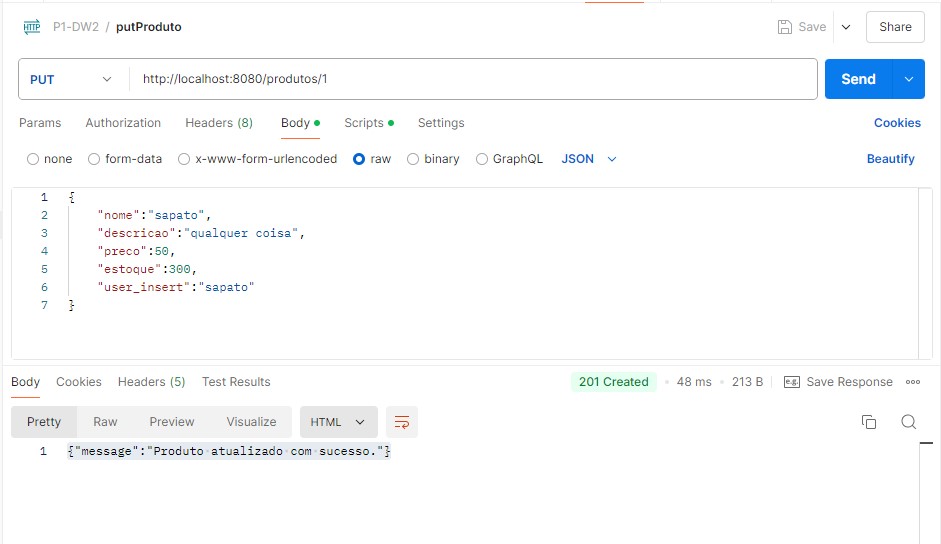 HTTP P1-DW2 / putProduto Save Share
PUT http://localhost:8080/produtos/1 Send
Params Authorization Headers (8) Body Scripts Settings Cookies
none form-data x-www-form-urlencoded raw binary GraphQL JSON Beautify
1 {
2 "nome":"sapato",
3 "descricao":"qualquer coisa",
4 "preco":50,
5 "estoque":300,
6 "user_insert":"sapato"
7 }
Body Cookies Headers (5) Test Results 201 Created 48 ms 213 B e.g. Save Response
Pretty Raw Preview Visualize HTML
1 {"message":"Produto atualizado com sucesso."}